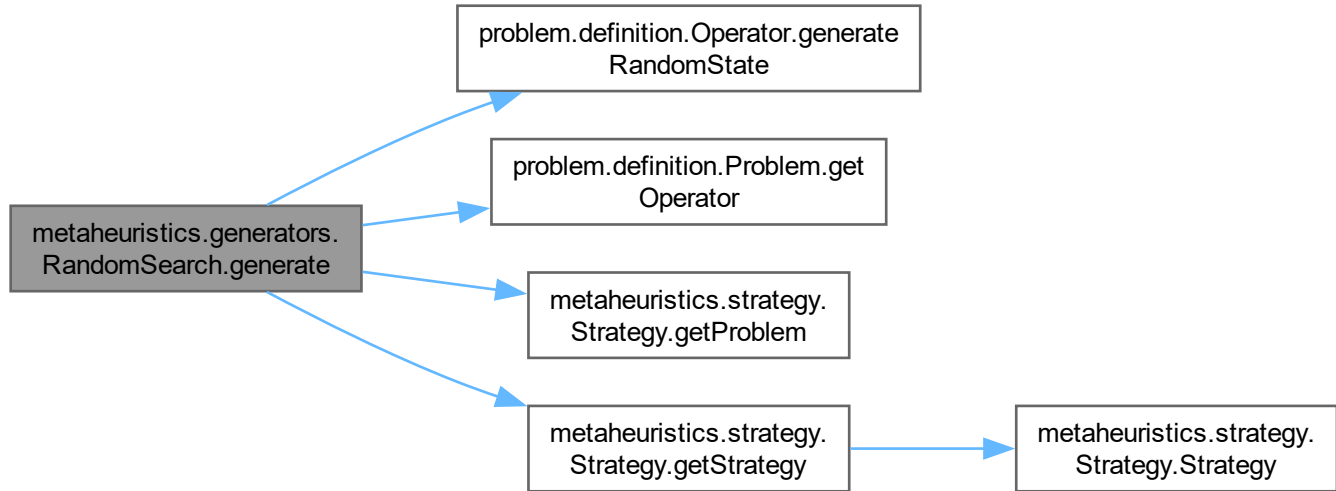 problem.definition.Operator.generate
RandomState
problem.definition.Problem.get
Operator
metaheuristics.generators.
RandomSearch.generate
metaheuristics.strategy.
Strategy.getProblem
metaheuristics.strategy.
Strategy.getStrategy
metaheuristics.strategy.
Strategy.Strategy